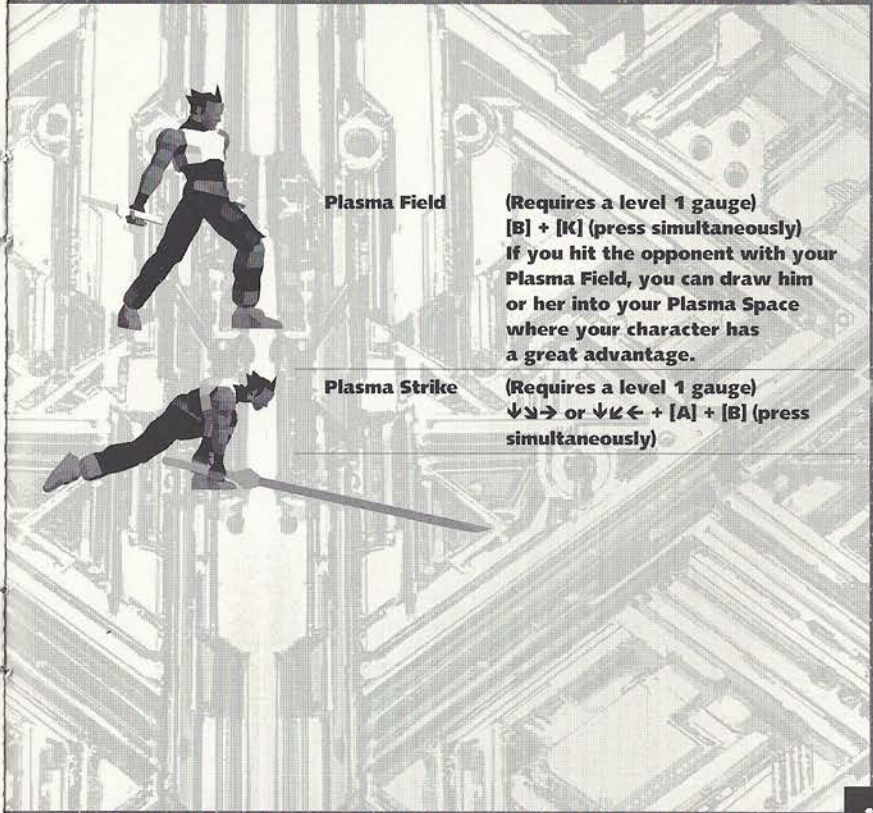 Plasma Field (Requires a level 1 gauge)
[B] + [K] (press simultaneously)
If you hit the opponent with your
Plasma Field, you can draw him
or her into your Plasma Space
where your character has
a great advantage.
Plasma Strike (Requires a level 1 gauge)
↓↘→ or ↓↙← + [A] + [B] (press
simultaneously)